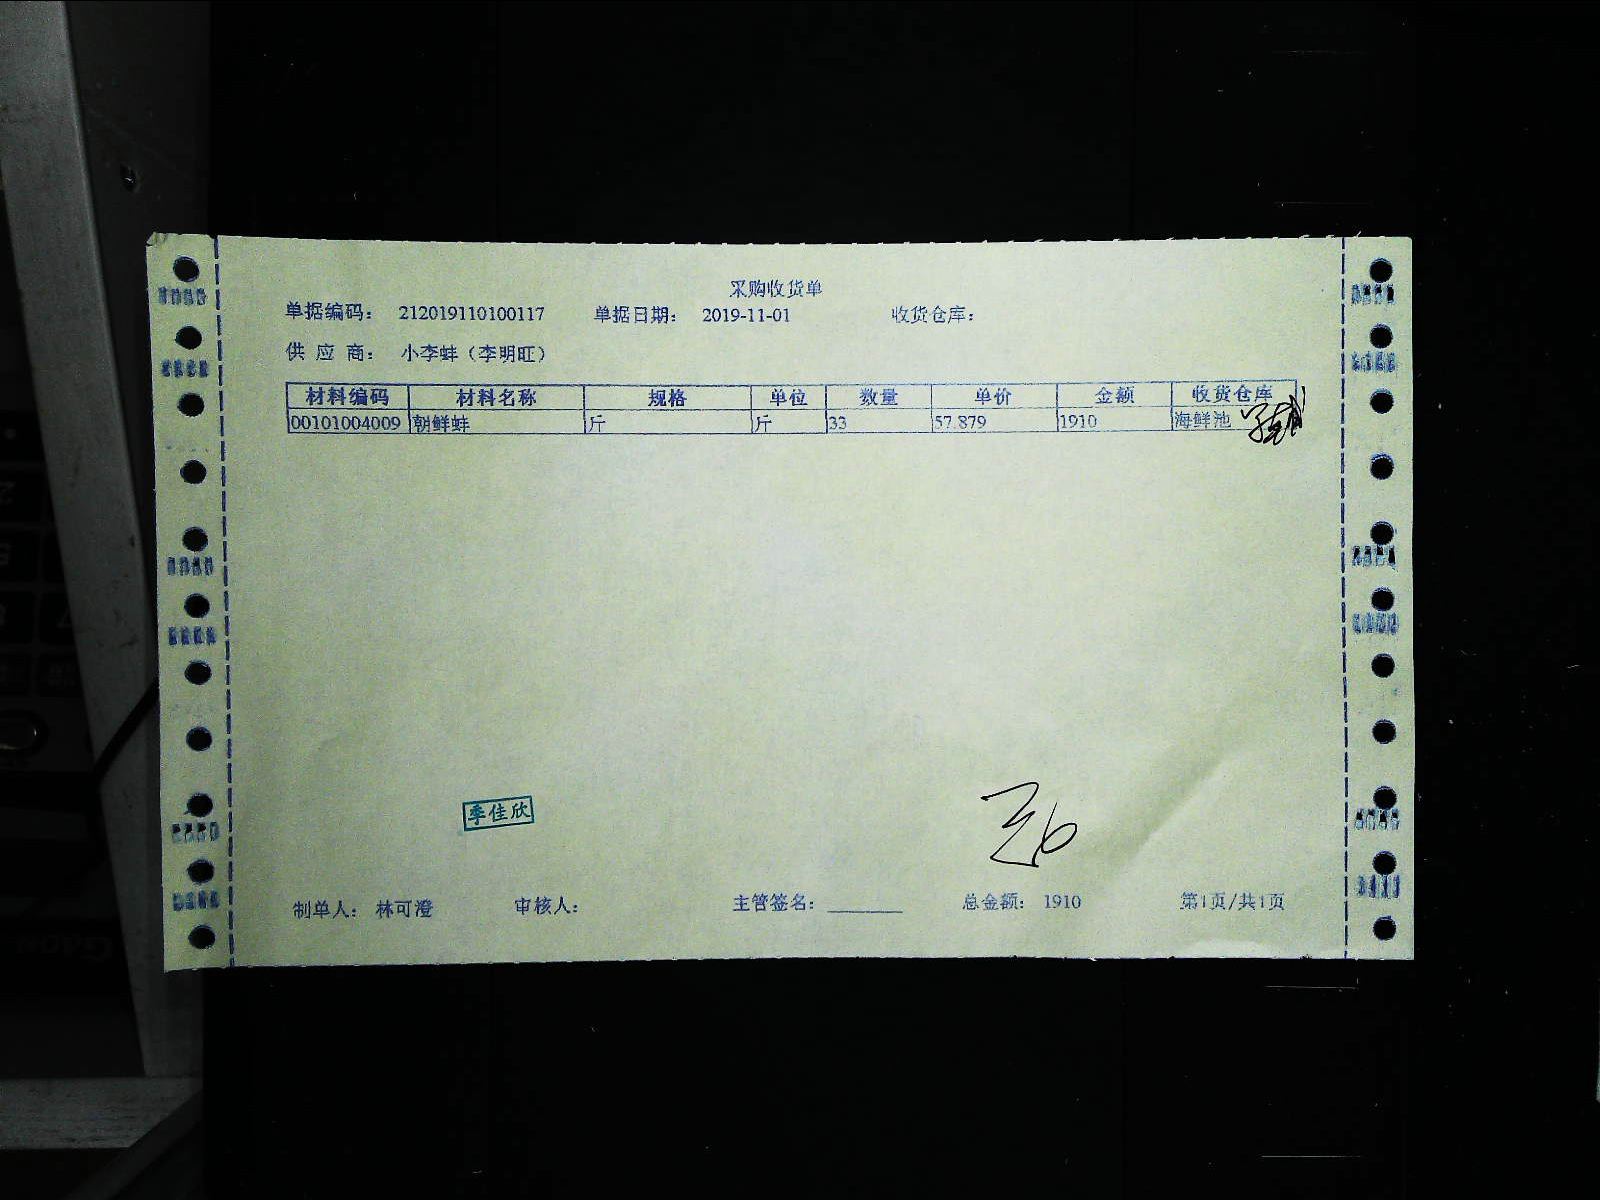 采购收货单
单据编码： 212019110100117 单据日期： 2019-11-01 收货仓库：
供 应 商： 小李蚌（李明旺）
材料编码 材料名称 规格 单位 数量 单价 金额 收货仓库
00101004009 朝鲜蚌 斤 斤 33 57.879 1910 海鲜池
李佳欣
制单人： 林可澄 审核人： 主管签名： 总金额： 1910 第1页/共1页